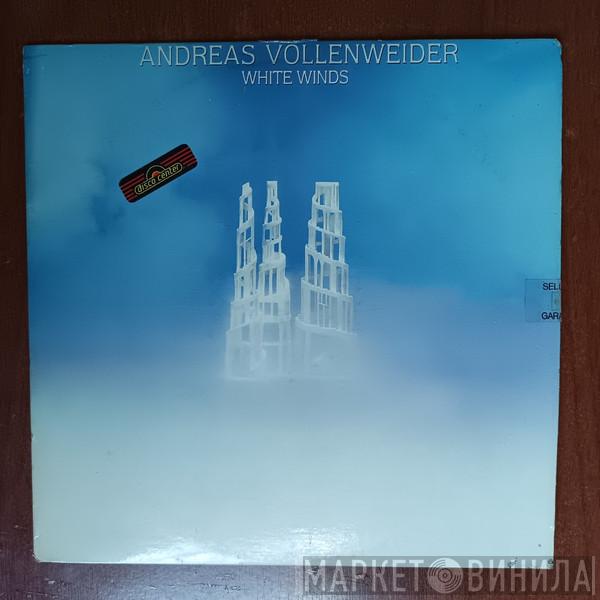 ANDREAS VOLLENWEIDER
WHITE WINDS
disco center
SELL
GARA
МАРКЕТ ВИНИЛА